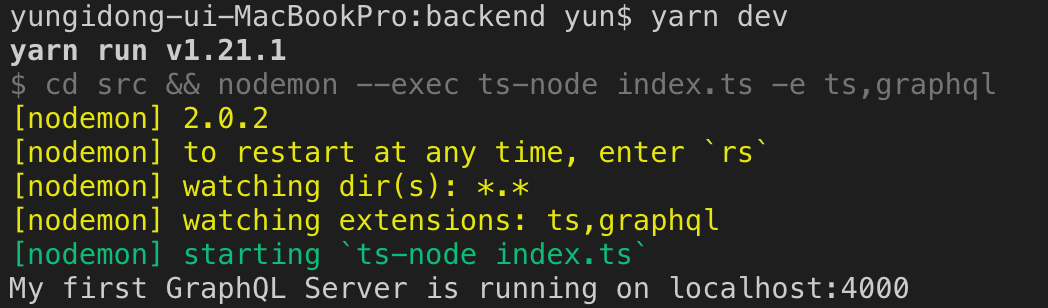 yungidong-ui-MacBookPro:backend yun$ yarn dev
yarn run v1.21.1
$ cd src && nodemon --exec ts-node index.ts -e ts,graphql
[nodemon] 2.0.2
[nodemon] to restart at any time, enter `rs`
[nodemon] watching dir(s): *.*
[nodemon] watching extensions: ts,graphql
[nodemon] starting `ts-node index.ts`
My first GraphQL Server is running on localhost:4000